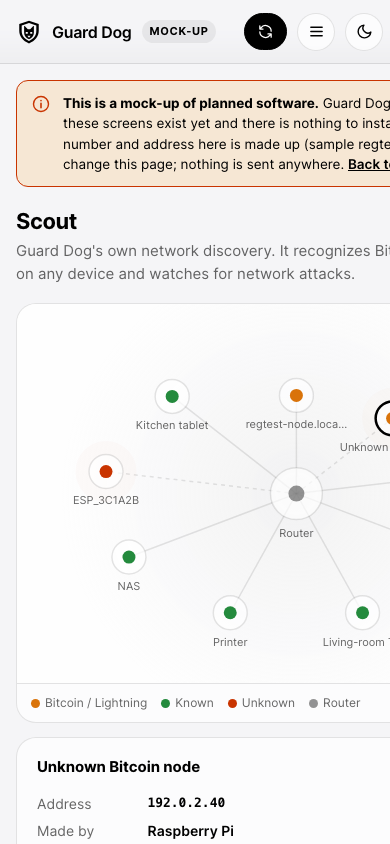 Guard Dog MOCK-UP
This is a mock-up of planned software. Guard Dog
these screens exist yet and there is nothing to
number and address here is made up (sample
change this page; nothing is sent anywhere. Back
Scout
Guard Dog's own network discovery. It recognizes
on any device and watches for network attacks.
Kitchen tablet
regtest-node.loca...
Unknown
ESP_3C1A2B
Router
NAS
Printer
Living-room
Bitcoin / Lightning Known Unknown Router
Unknown Bitcoin node
Address 192.0.2.40
Made by Raspberry Pi